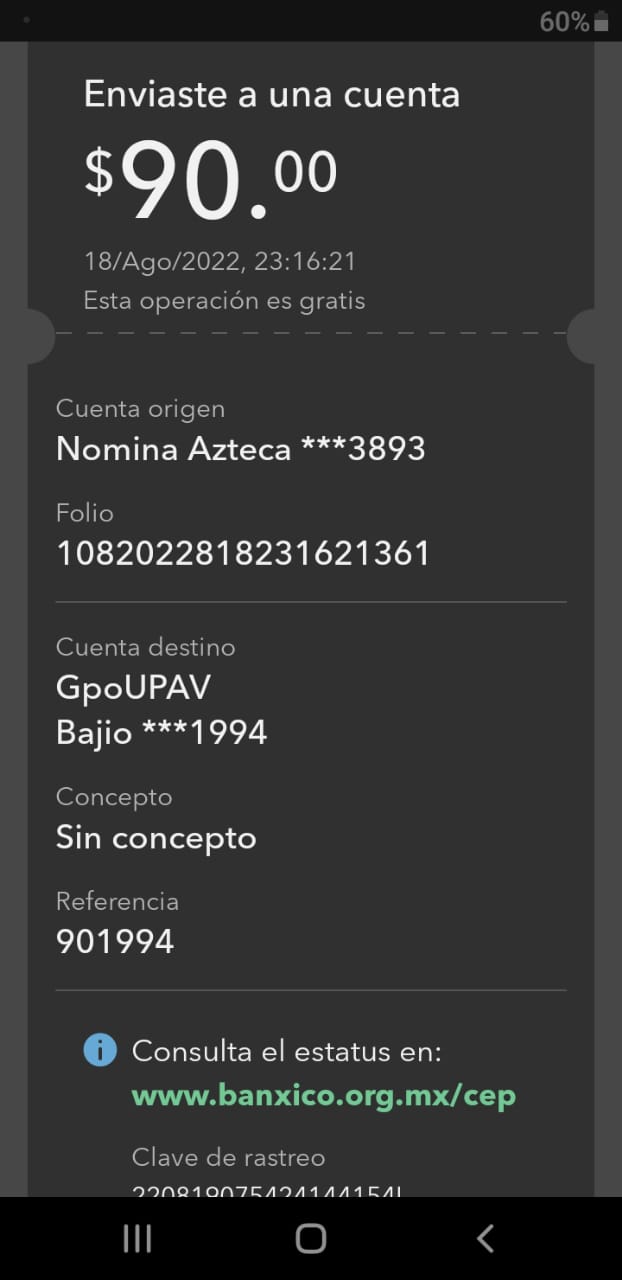 60%
Enviaste a una cuenta
$90.00
18/Ago/2022, 23:16:21
Esta operación es gratis
Cuenta origen
Nomina Azteca ***3893
Folio
1082022818231621361
Cuenta destino
GpoUPAV
Bajio ***1994
Concepto
Sin concepto
Referencia
901994
Consulta el estatus en:
www.banxico.org.mx/cep
Clave de rastreo